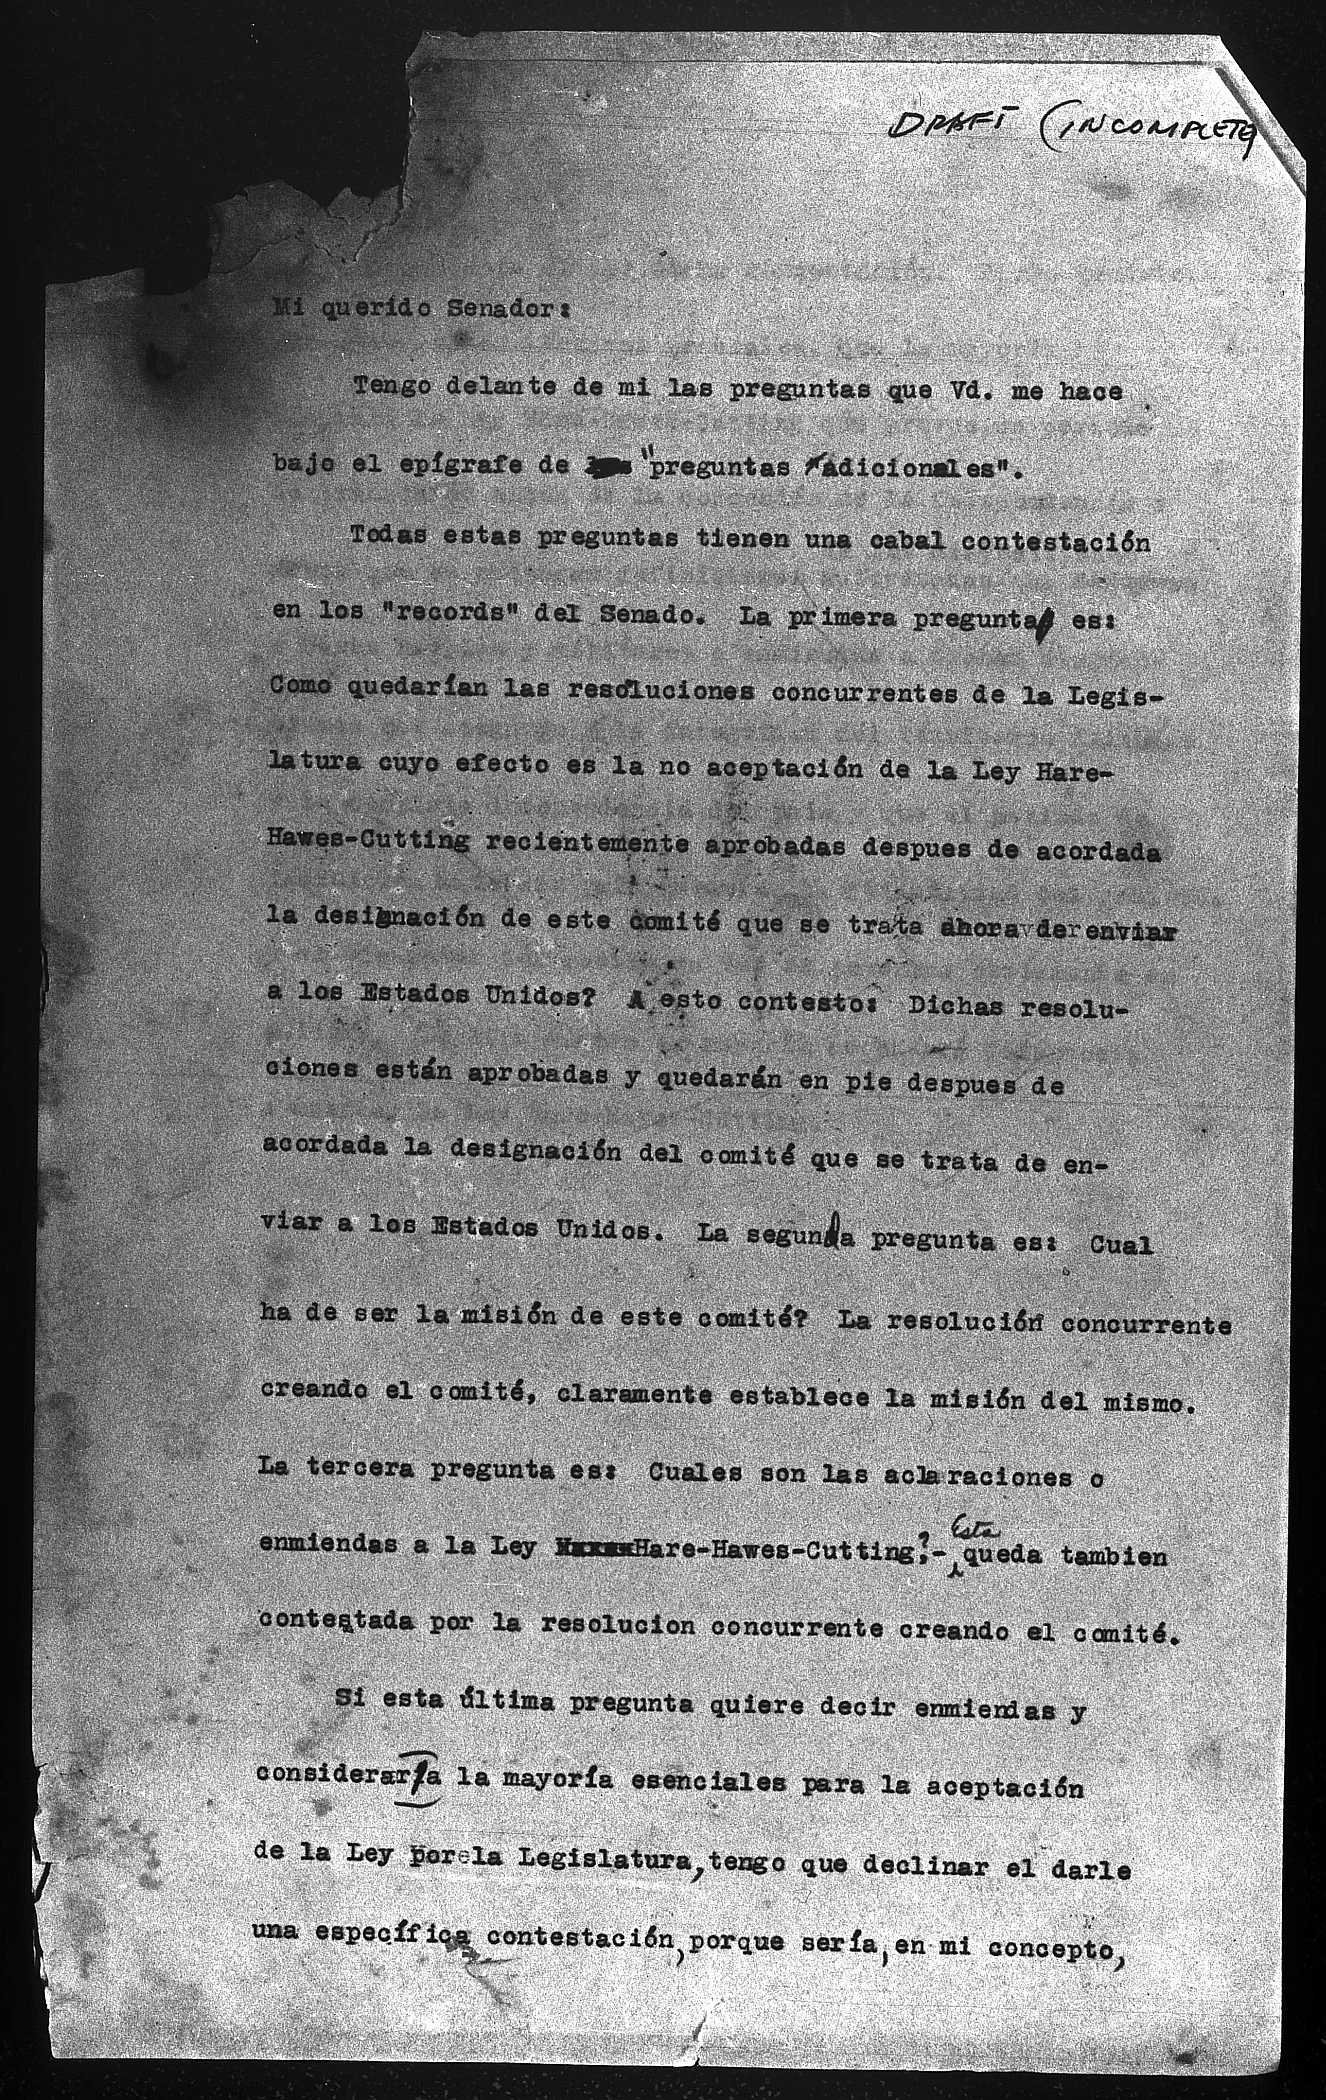 DRAFT (INCOMPLETE)
Mi querido Senador:
Tengo delante de mi las preguntas que Vd. me hace
bajo el epígrafe de "preguntas adicionales".
Todas estas preguntas tienen una cabal contestación
en los "records" del Senado. La primera pregunta es:
Como quedarían las resoluciones concurrentes de la Legis-
latura cuyo efecto es la no aceptación de la Ley Hare-
Hawes-Cutting recientemente aprobadas despues de acordada
la designación de este comité que se trata ahora de enviar
a los Estados Unidos? A esto contesto: Dichas resolu-
ciones están aprobadas y quedarán en pie despues de
acordada la designación del comité que se trata de en-
viar a los Estados Unidos. La segunda pregunta es: Cual
ha de ser la misión de este comité? La resolución concurrente
creando el comité, claramente establece la misión del mismo.
La tercera pregunta es: Cuales son las aclaraciones o
enmiendas a la Ley Hare-Hawes-Cutting?- Esta queda tambien
contestada por la resolucion concurrente creando el comité.
Si esta última pregunta quiere decir enmiendas y
consideraría la mayoría esenciales para la aceptación
de la Ley por la Legislatura, tengo que declinar el darle
una específica contestación, porque sería, en mi concepto,